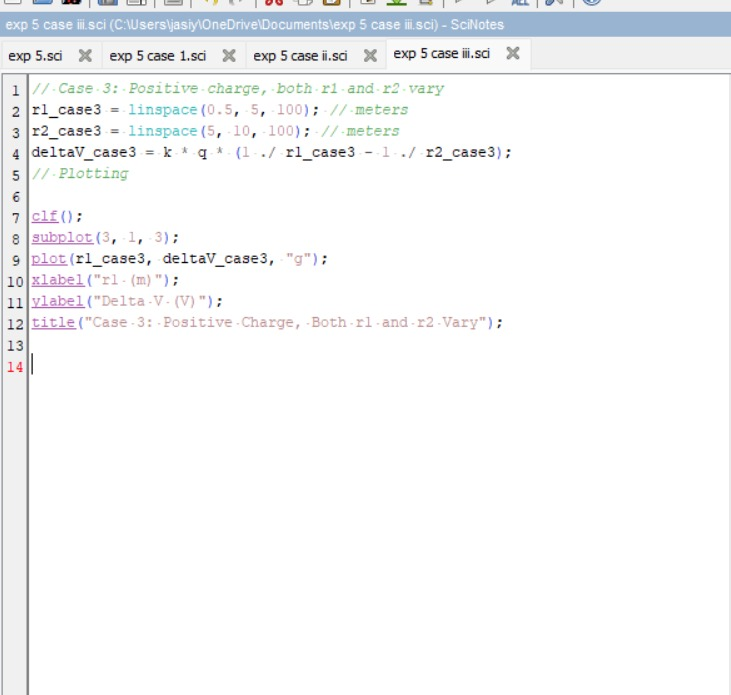 exp 5 case iii.sci (C:\Users\jasiy\OneDrive\Documents\exp 5 case iii.sci) - SciNotes
exp 5.sci exp 5 case 1.sci exp 5 case ii.sci exp 5 case iii.sci
1 // Case 3: Positive charge, both r1 and r2 vary
2 r1_case3 = linspace(0.5, 5, 100); // meters
3 r2_case3 = linspace(5, 10, 100); // meters
4 deltaV_case3 = k * q * (1 ./ r1_case3 - 1 ./ r2_case3);
5 // Plotting
6
7 clf();
8 subplot(3, 1, 3);
9 plot(r1_case3, deltaV_case3, "g");
10 xlabel("r1 (m)");
11 ylabel("Delta V (V)");
12 title("Case 3: Positive Charge, Both r1 and r2 Vary");
13
14